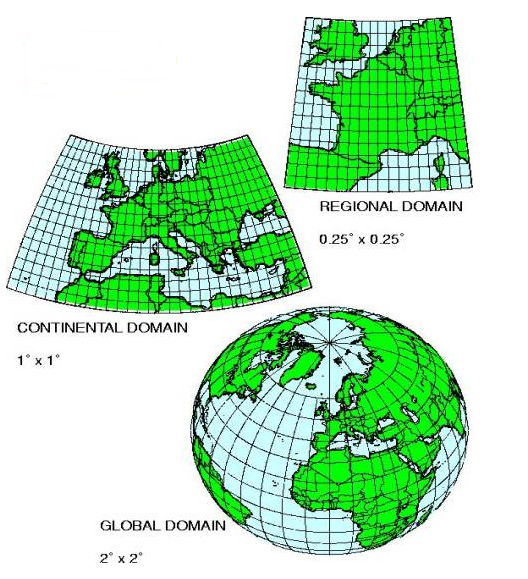 REGIONAL DOMAIN
0.25° x 0.25°
CONTINENTAL DOMAIN
1° x 1°
GLOBAL DOMAIN
2° x 2°